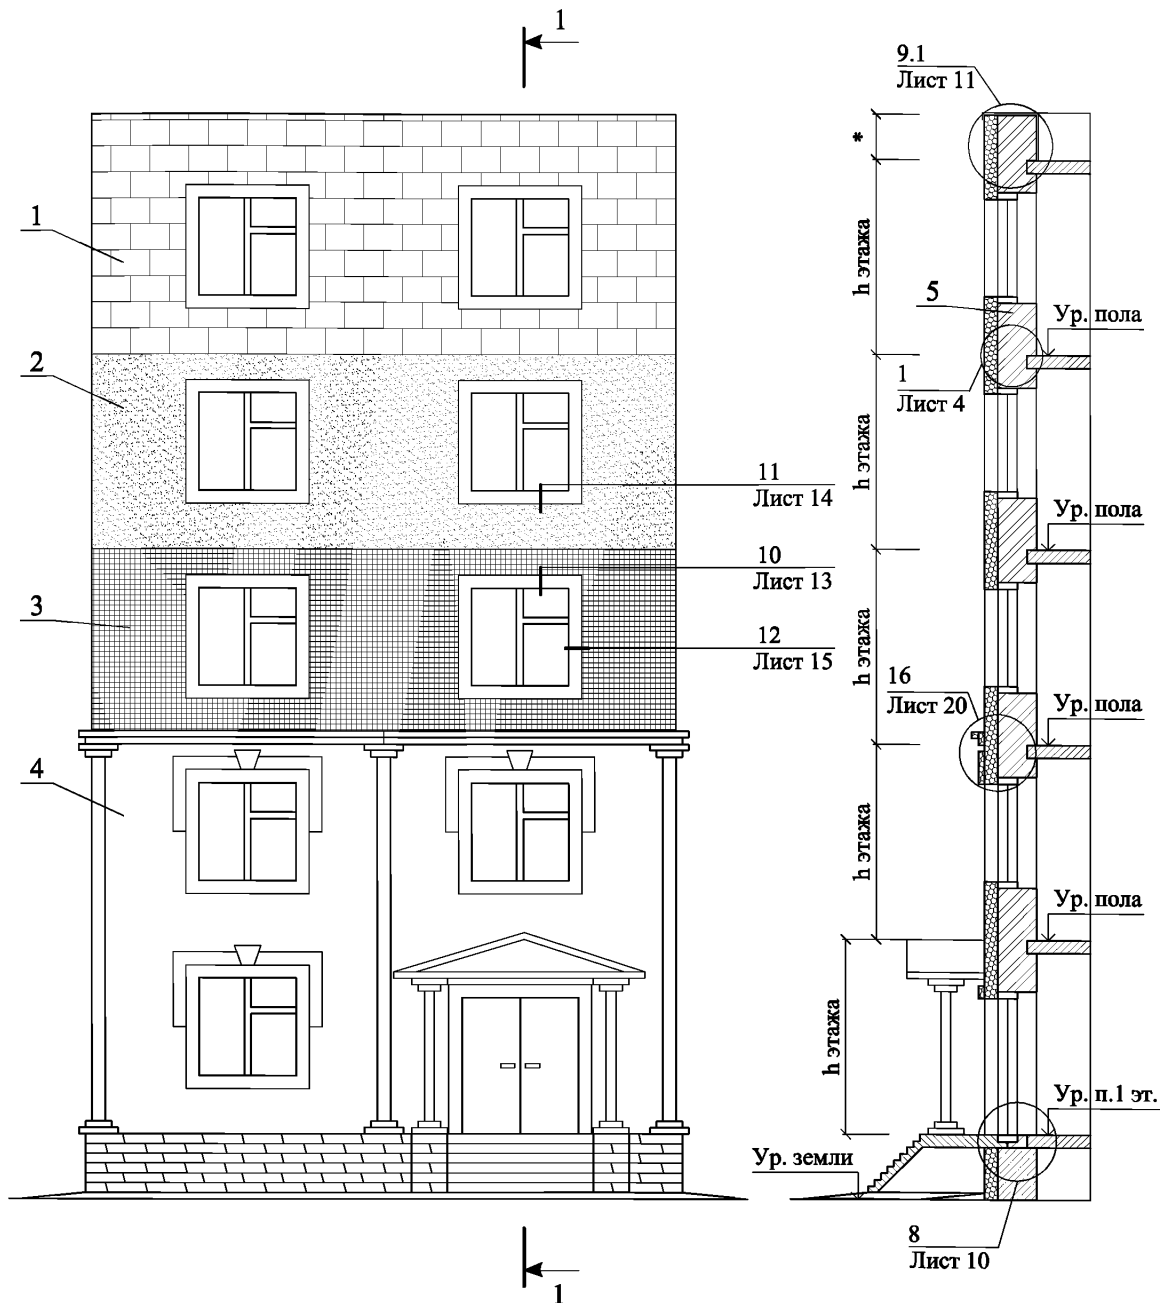 1
9.1
Лист 11
*
1
h этажа
5
Ур. пола
2
1
Лист 4
h этажа
11
Лист 14
Ур. пола
10
Лист 13
3
12
Лист 15
h этажа
16
Лист 20
Ур. пола
4
h этажа
Ур. пола
h этажа
Ур. п.1 эт.
Ур. земли
8
Лист 10
1